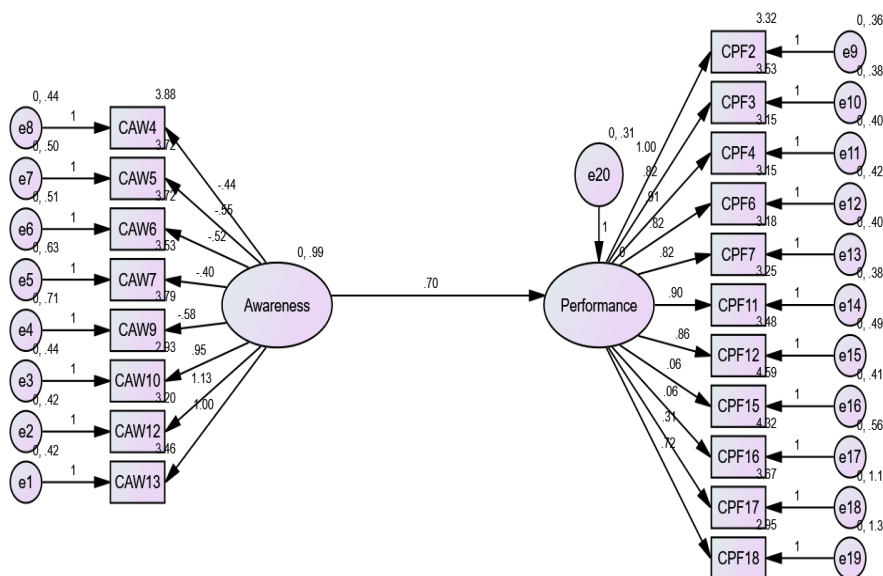 0, .44
3.88
e8
1
CAW4
0, .50
3.72
e7
1
CAW5
0, .51
3.72
e6
1
CAW6
0, .63
3.53
e5
1
CAW7
0, .71
3.79
e4
1
CAW9
0, .44
2.93
e3
1
CAW10
0, .42
3.20
e2
1
CAW12
0, .42
3.46
e1
1
CAW13
-.44
-.55
-.52
-.40
-.58
.95
1.13
1.00
0, .99
Awareness
.70
0, .31
e20
1
0
Performance
1.00
.82
.91
.82
.82
.90
.86
.06
.06
.31
.72
3.32
0, .36
CPF2
1
e9
3.53
0, .38
CPF3
1
e10
3.15
0, .40
CPF4
1
e11
3.15
0, .42
CPF6
1
e12
3.18
0, .40
CPF7
1
e13
3.25
0, .38
CPF11
1
e14
3.48
0, .49
CPF12
1
e15
4.59
0, .41
CPF15
1
e16
4.32
0, .56
CPF16
1
e17
3.67
0, 1.1
CPF17
1
e18
2.95
0, 1.3
CPF18
1
e19